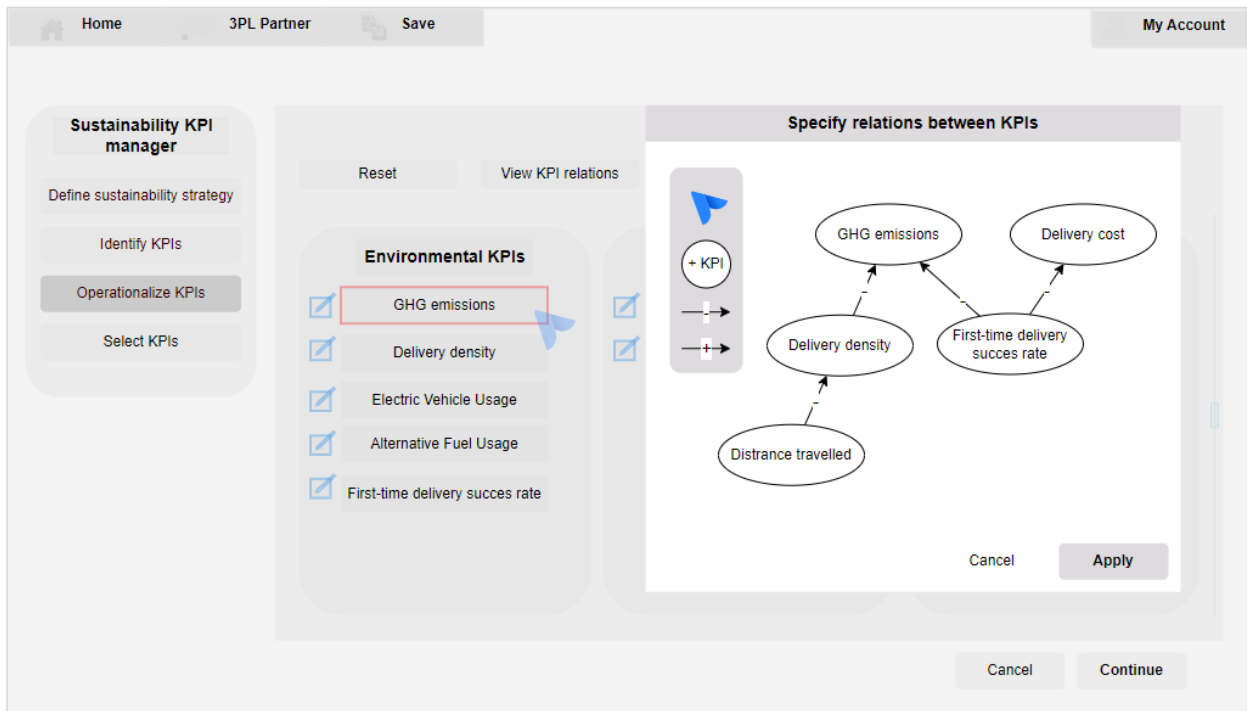 Home
3PL Partner
Save
My Account
Sustainability KPI
manager
Define sustainability strategy
Identify KPIs
Operationalize KPIs
Select KPIs
Reset
View KPI relations
Environmental KPIs
GHG emissions
Delivery density
Electric Vehicle Usage
Alternative Fuel Usage
First-time delivery succes rate
Specify relations between KPIs
+ KPI
-
+
GHG emissions
Delivery cost
-
-
-
Delivery density
First-time delivery
succes rate
-
Distrance travelled
Cancel
Apply
Cancel
Continue